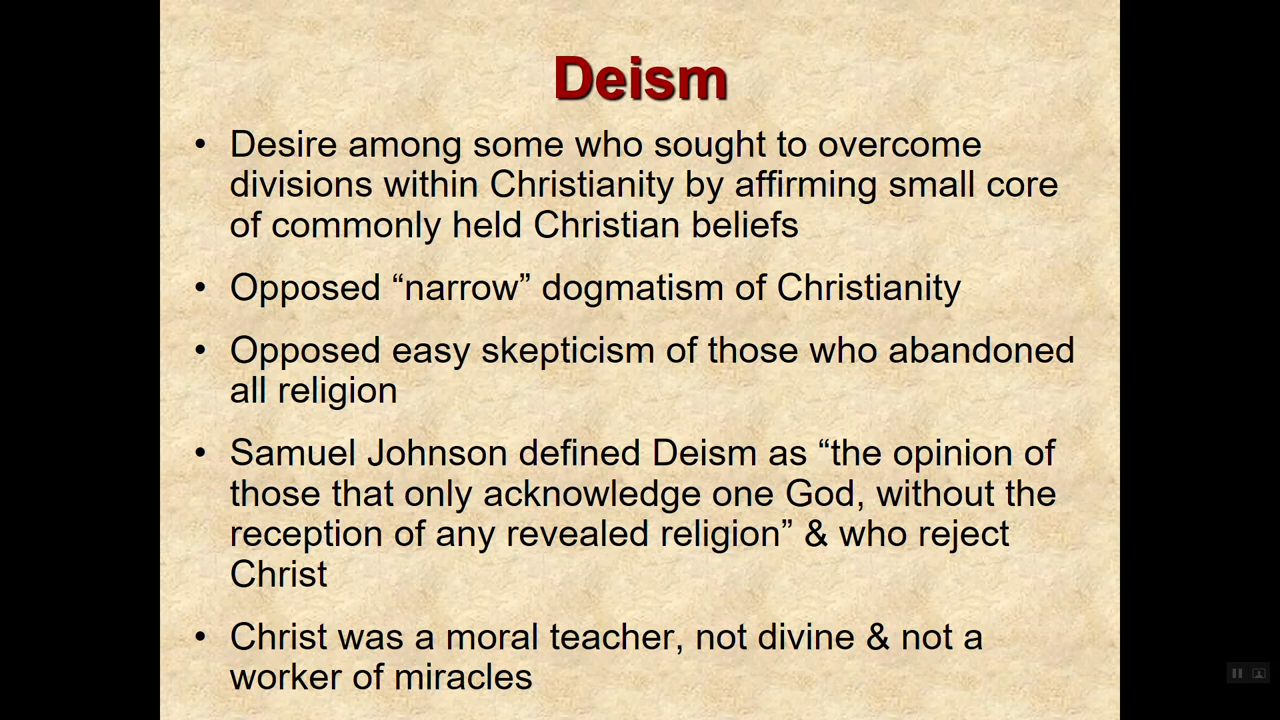 Deism
• Desire among some who sought to overcome
divisions within Christianity by affirming small core
of commonly held Christian beliefs
• Opposed “narrow” dogmatism of Christianity
• Opposed easy skepticism of those who abandoned
all religion
• Samuel Johnson defined Deism as “the opinion of
those that only acknowledge one God, without the
reception of any revealed religion” & who reject
Christ
• Christ was a moral teacher, not divine & not a
worker of miracles